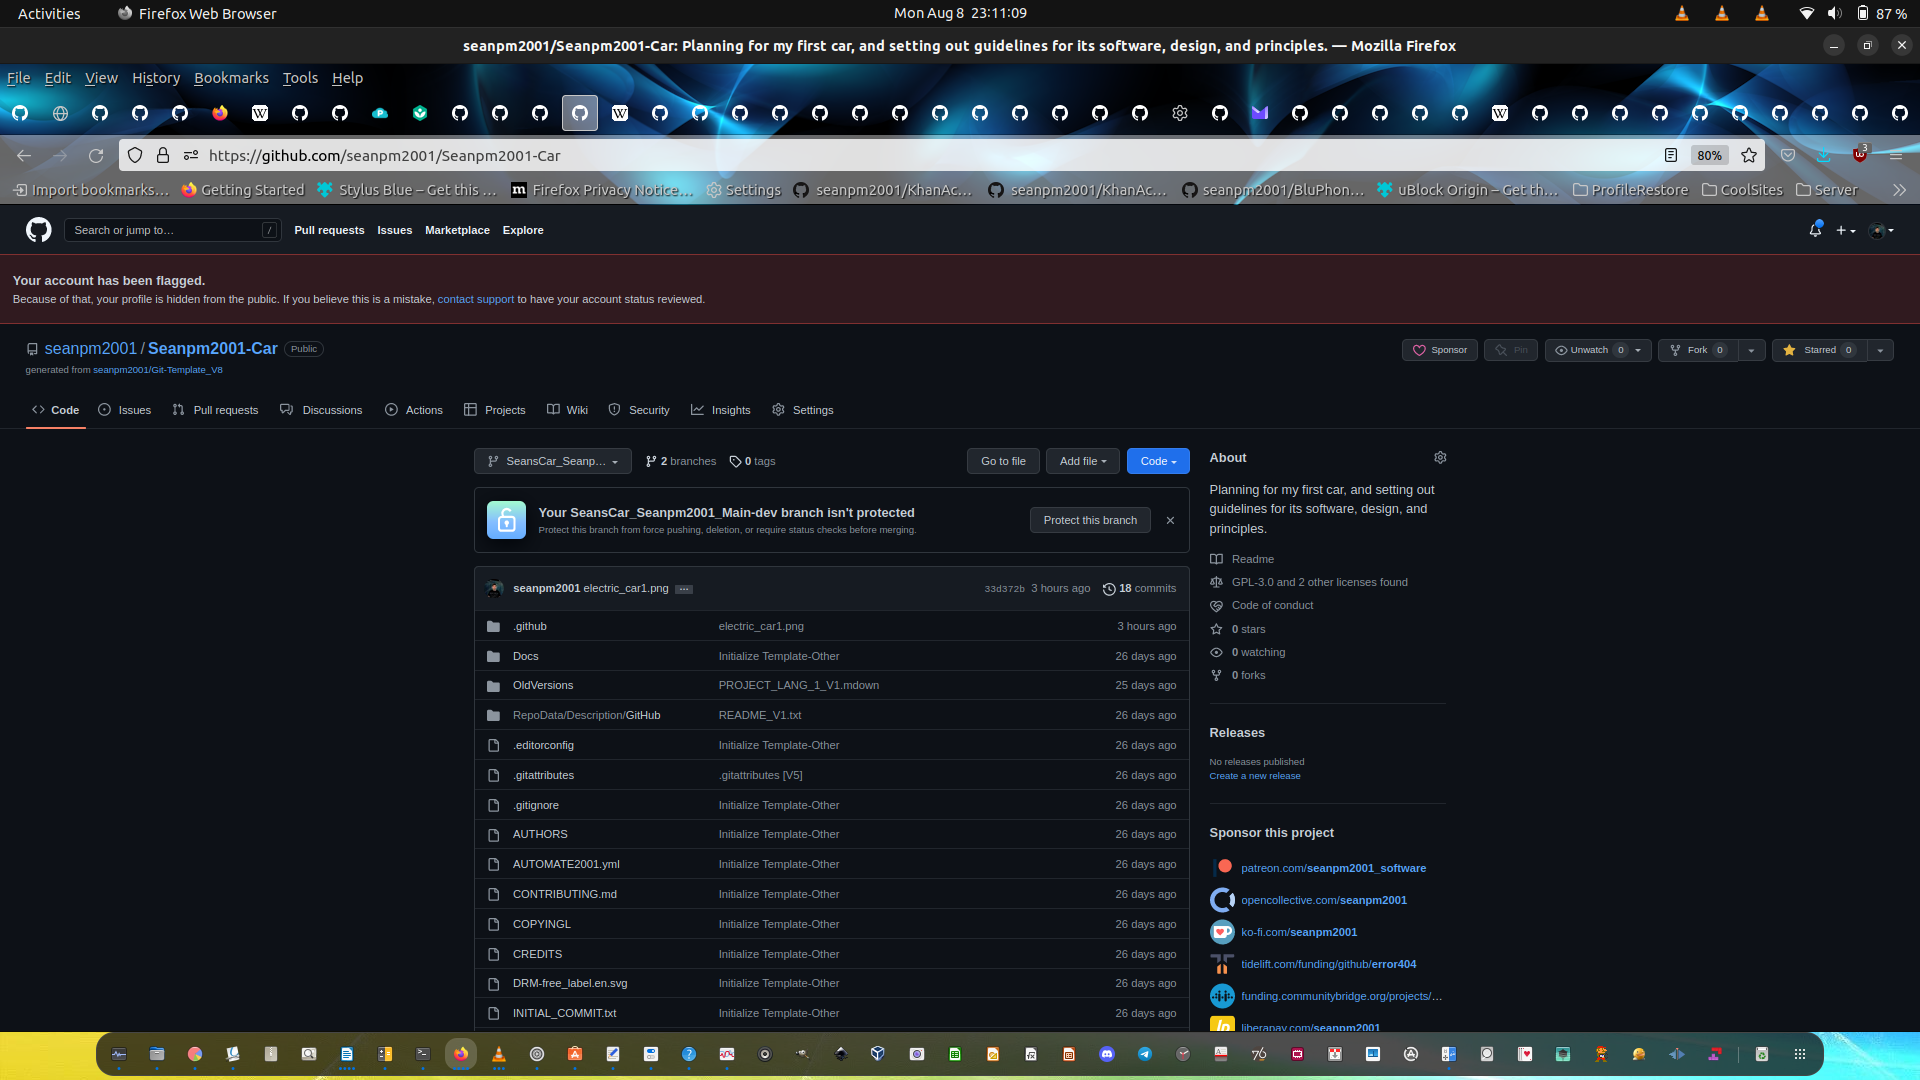 Activities Firefox Web Browser Mon Aug 8 23:11:09 87 %
seanpm2001/Seanpm2001-Car: Planning for my first car, and setting out guidelines for its software, design, and principles. — Mozilla Firefox
File Edit View History Bookmarks Tools Help
https://github.com/seanpm2001/Seanpm2001-Car 80% 3
Import bookmarks… Getting Started Stylus Blue – Get this … Firefox Privacy Notice… Settings seanpm2001/KhanAc… seanpm2001/KhanAc… seanpm2001/BluPhon… uBlock Origin – Get th… ProfileRestore CoolSites Server
Search or jump to… / Pull requests Issues Marketplace Explore
Your account has been flagged.
Because of that, your profile is hidden from the public. If you believe this is a mistake, contact support to have your account status reviewed.
seanpm2001 / Seanpm2001-Car Public Sponsor Pin Unwatch 0 Fork 0 Starred 0
generated from seanpm2001/Git-Template_V8
Code Issues Pull requests Discussions Actions Projects Wiki Security Insights Settings
SeansCar_Seanp… 2 branches 0 tags Go to file Add file Code
Your SeansCar_Seanpm2001_Main-dev branch isn't protected
Protect this branch from force pushing, deletion, or require status checks before merging.
Protect this branch
seanpm2001 electric_car1.png … 33d372b 3 hours ago 18 commits
.github electric_car1.png 3 hours ago
Docs Initialize Template-Other 26 days ago
OldVersions PROJECT_LANG_1_V1.mdown 25 days ago
RepoData/Description/GitHub README_V1.txt 26 days ago
.editorconfig Initialize Template-Other 26 days ago
.gitattributes .gitattributes [V5] 26 days ago
.gitignore Initialize Template-Other 26 days ago
AUTHORS Initialize Template-Other 26 days ago
AUTOMATE2001.yml Initialize Template-Other 26 days ago
CONTRIBUTING.md Initialize Template-Other 26 days ago
COPYINGL Initialize Template-Other 26 days ago
CREDITS Initialize Template-Other 26 days ago
DRM-free_label.en.svg Initialize Template-Other 26 days ago
INITIAL_COMMIT.txt Initialize Template-Other 26 days ago
About
Planning for my first car, and setting out
guidelines for its software, design, and
principles.
Readme
GPL-3.0 and 2 other licenses found
Code of conduct
0 stars
0 watching
0 forks
Releases
No releases published
Create a new release
Sponsor this project
patreon.com/seanpm2001_software
opencollective.com/seanpm2001
ko-fi.com/seanpm2001
tidelift.com/funding/github/error404
funding.communitybridge.org/projects/…
liberapay.com/seanpm2001